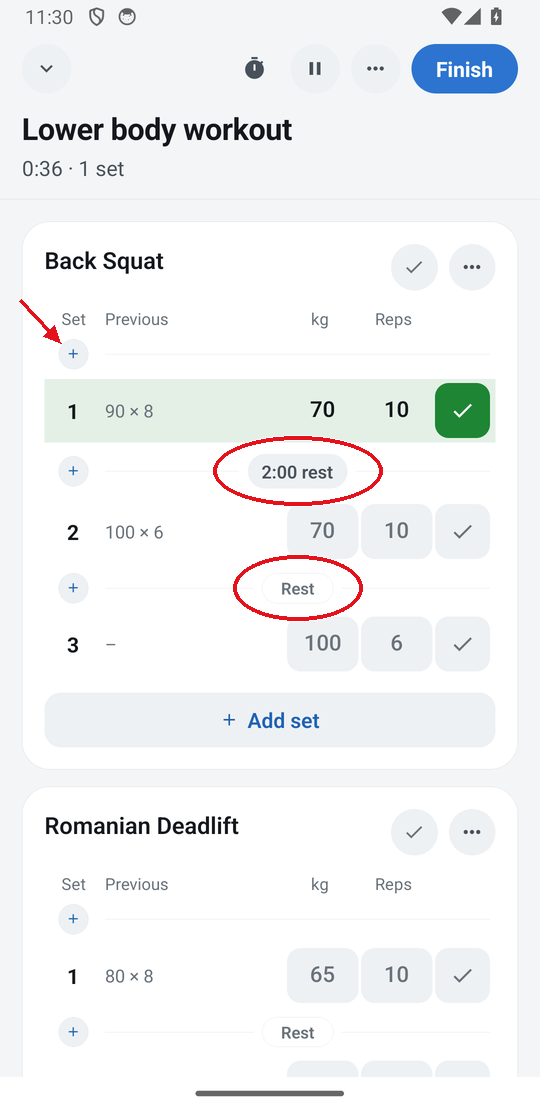 11:30
Finish
Lower body workout
0:36 · 1 set
Back Squat
Set Previous kg Reps
+
1 90 × 8 70 10
+ 2:00 rest
2 100 × 6 70 10
+ Rest
3 – 100 6
+ Add set
Romanian Deadlift
Set Previous kg Reps
+
1 80 × 8 65 10
+ Rest